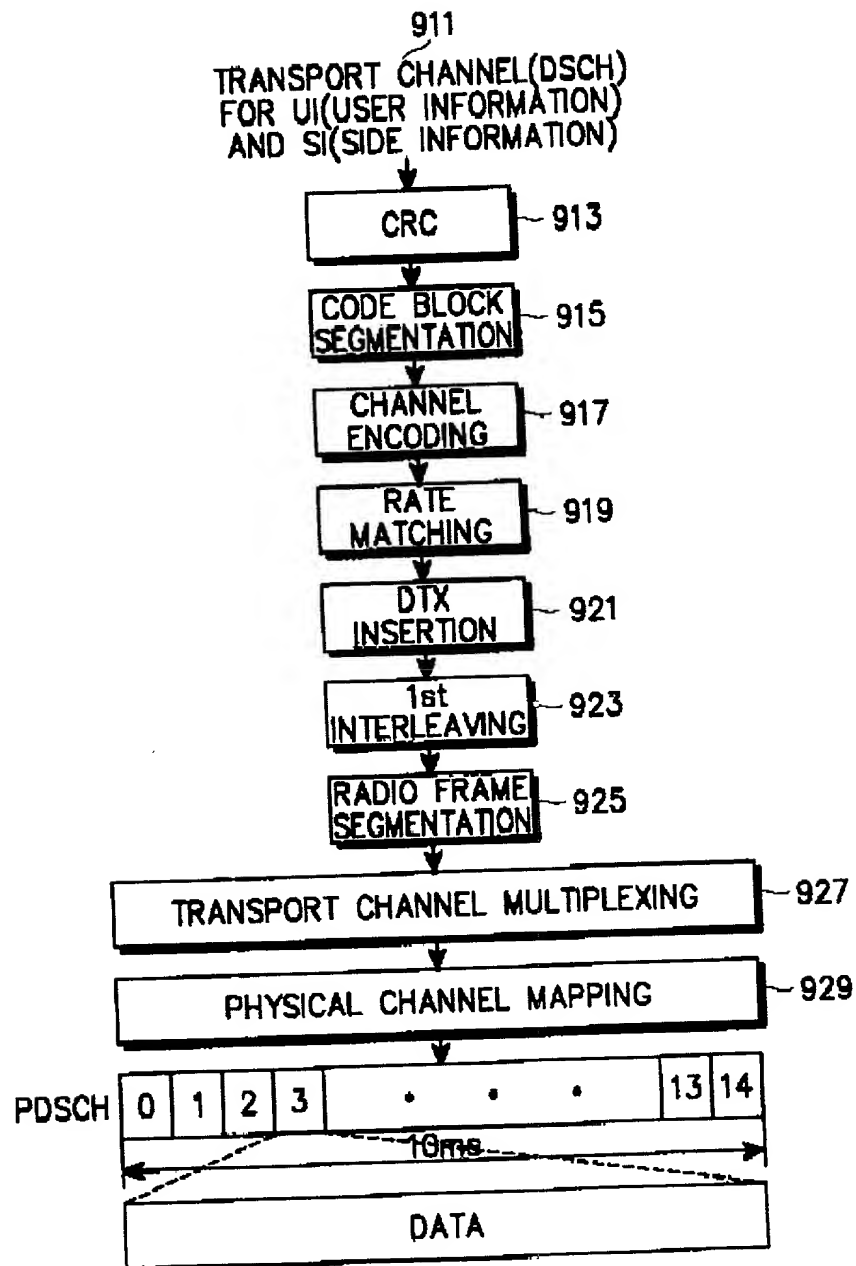 911
TRANSPORT CHANNEL(DSCH)
FOR UI(USER INFORMATION)
AND SI(SIDE INFORMATION)
CRC
913
CODE BLOCK
SEGMENTATION
915
CHANNEL
ENCODING
917
RATE
MATCHING
919
DTX
INSERTION
921
1st
INTERLEAVING
923
RADIO FRAME
SEGMENTATION
925
TRANSPORT CHANNEL MULTIPLEXING
927
PHYSICAL CHANNEL MAPPING
929
PDSCH 0 1 2 3 • • • 13 14
10ms
DATA